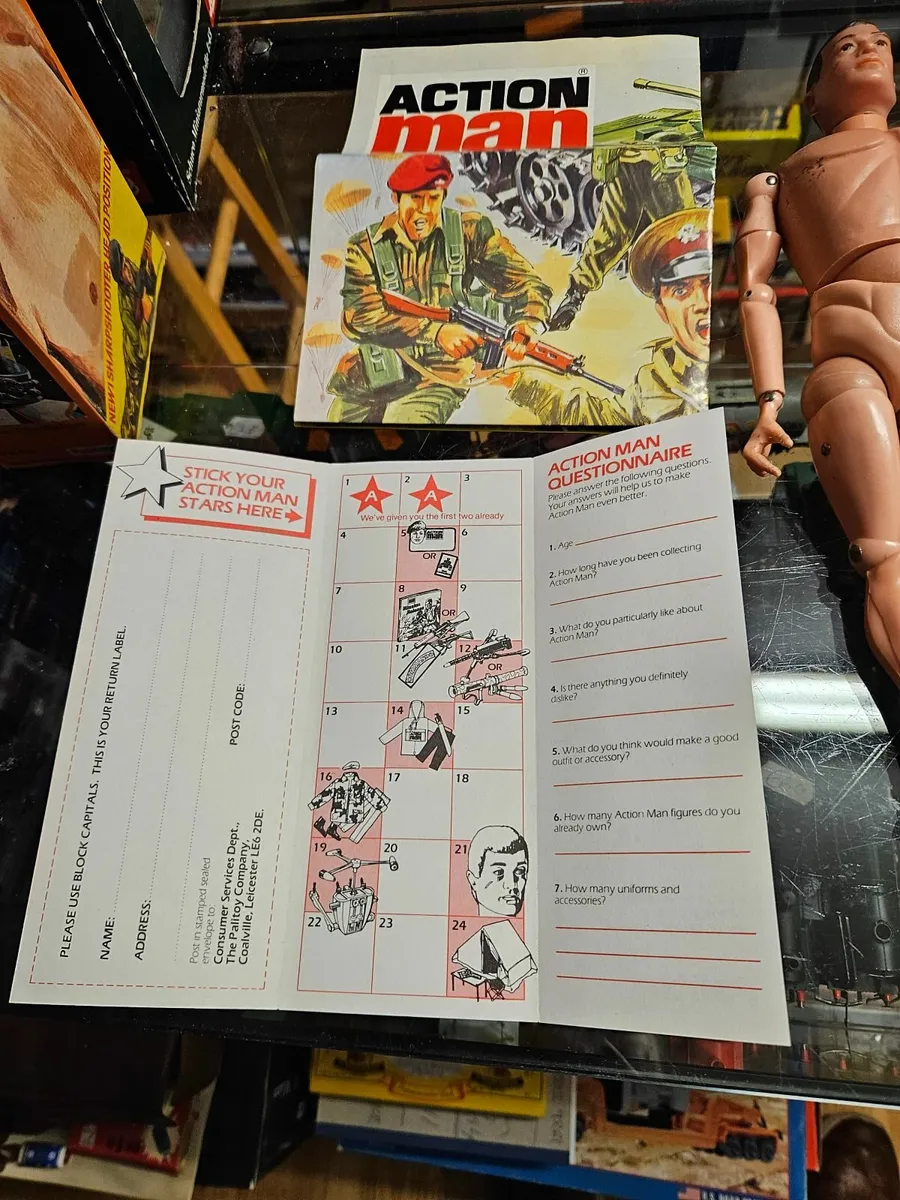 ACTION
man
®
NEW! SHARPSHOOTER HEAD POSITION
STICK YOUR
ACTION MAN
STARS HERE
PLEASE USE BLOCK CAPITALS. THIS IS YOUR RETURN LABEL.
NAME:
ADDRESS:
POST CODE:
Post in stamped sealed
envelope to:
Consumer Services Dept.,
The Palitoy Company,
Coalville, Leicester LE6 2DE.
1 2 3
A A
We've given you the first two already
4 5 6
OR
7 8 9
OR
10 11 12
OR
13 14 15
16 17 18
19 20 21
22 23 24
ACTION MAN
QUESTIONNAIRE
Please answer the following questions.
Your answers will help us to make
Action Man even better.
1. Age
2. How long have you been collecting
Action Man?
3. What do you particularly like about
Action Man?
4. Is there anything you definitely
dislike?
5. What do you think would make a good
outfit or accessory?
6. How many Action Man figures do you
already own?
7. How many uniforms and
accessories?